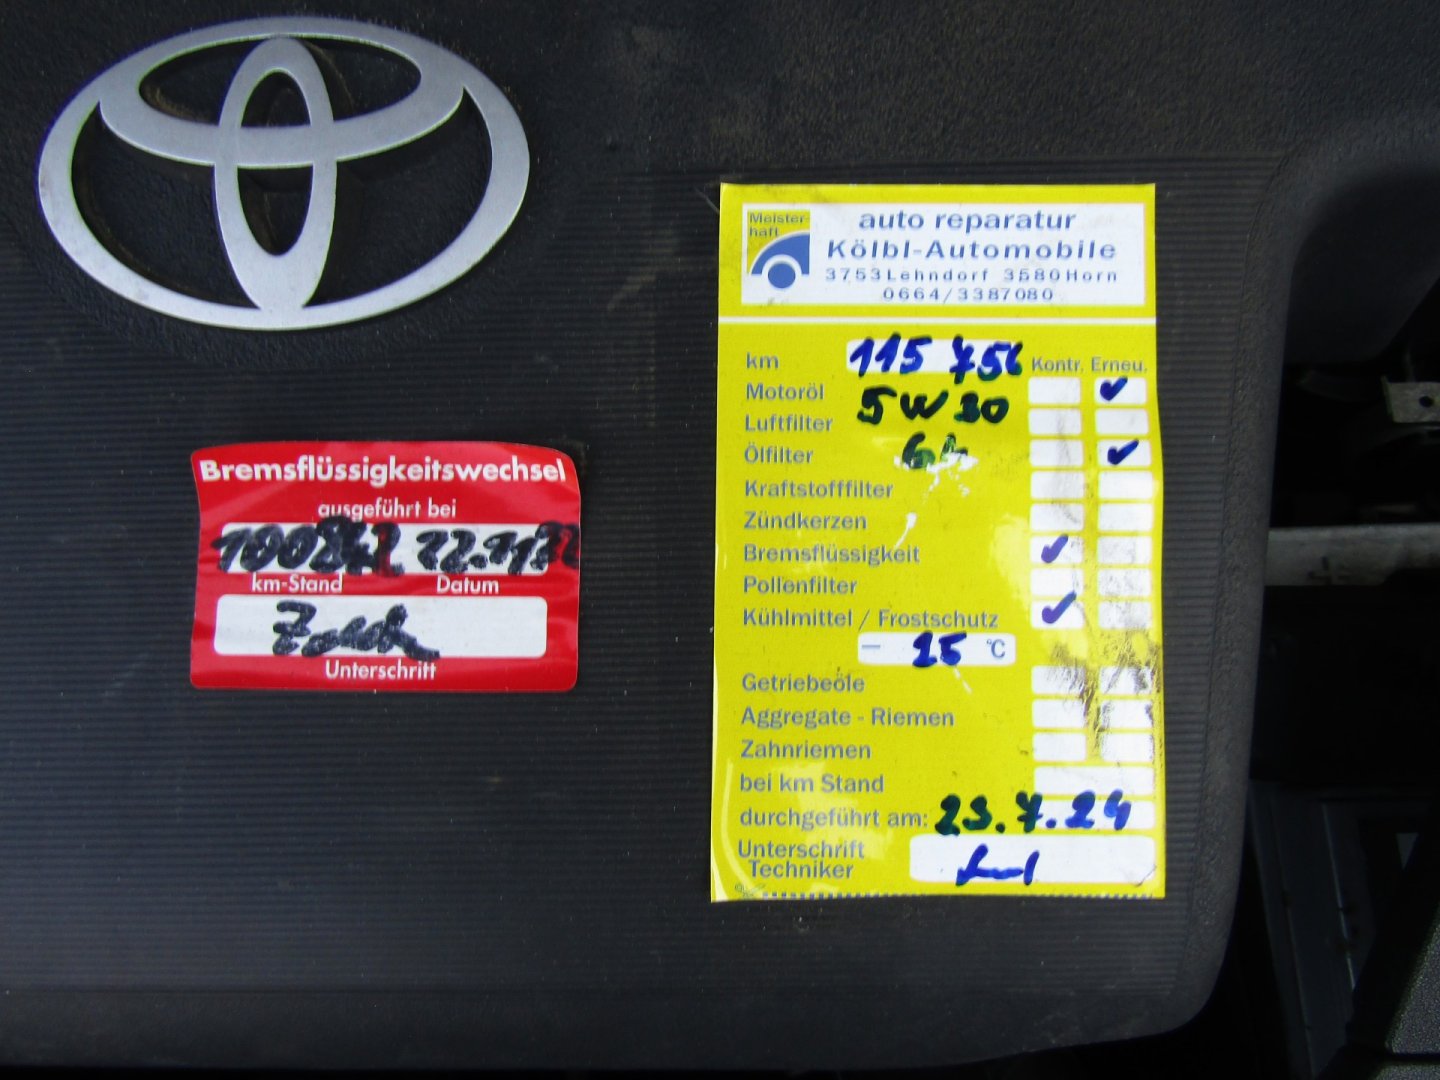 Bremsflüssigkeitswechsel
ausgeführt bei
km-Stand Datum
Unterschrift
Meister-
haft
auto reparatur
Kölbl-Automobile
3753 Lehndorf 3580 Horn
0664/3387080
km 115 756 Kontr. Erneu.
Motoröl 5W30
Luftfilter
Ölfilter
Kraftstofffilter
Zündkerzen
Bremsflüssigkeit
Pollenfilter
Kühlmittel / Frostschutz
- 25 °C
Getriebeöle
Aggregate - Riemen
Zahnriemen
bei km Stand
durchgeführt am: 23.7.24
Unterschrift
Techniker